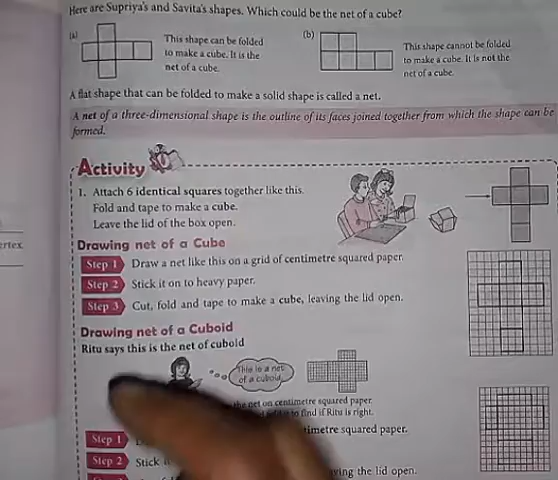 Here are Supriya's and Savita's shapes. Which could be the net of a cube?
(a)
This shape can be folded
to make a cube. It is the
net of a cube.
(b)
This shape cannot be folded
to make a cube. It is not the
net of a cube.
A flat shape that can be folded to make a solid shape is called a net.
A net of a three-dimensional shape is the outline of its faces joined together from which the shape can be
formed.
Activity
1. Attach 6 identical squares together like this.
Fold and tape to make a cube.
Leave the lid of the box open.
ertex
Drawing net of a Cube
Step 1 Draw a net like this on a grid of centimetre squared paper.
Step 2 Stick it on to heavy paper.
Step 3 Cut, fold and tape to make a cube, leaving the lid open.
Drawing net of a Cuboid
Ritu says this is the net of cuboid
This is a net
of a cuboid.
the net on centimetre squared paper.
to find if Ritu is right.
Step 1 timetre squared paper.
Step 2 Stick
ving the lid open.